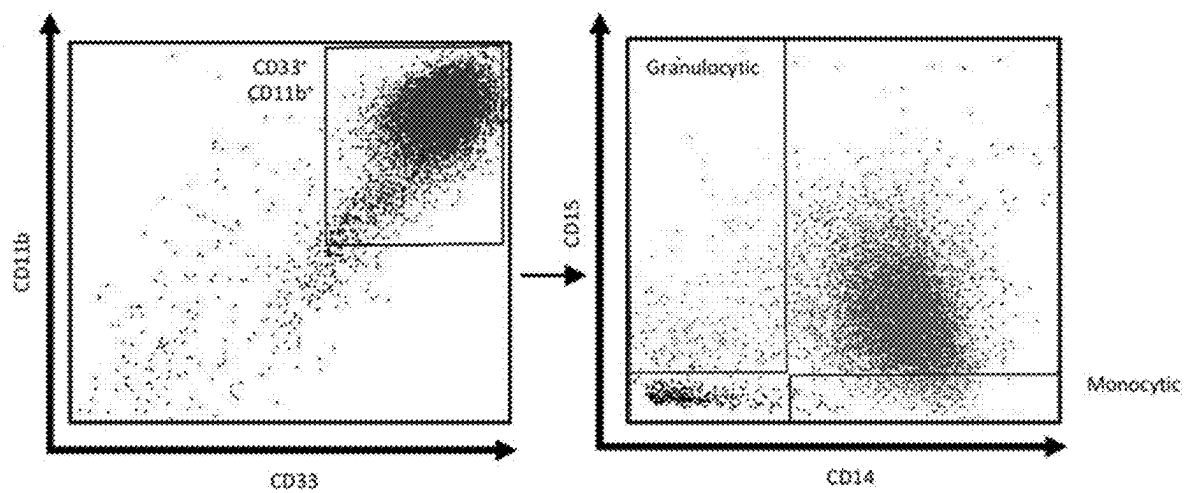 CD33+
CD11b+
CD11b
CD33
Granulocytic
CD15
CD14
Monocytic